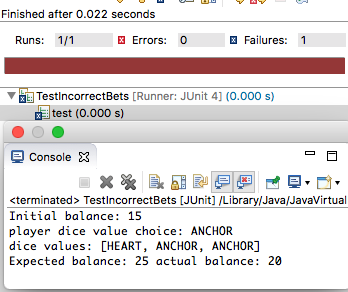 Finished after 0.022 seconds
Runs: 1/1 Errors: 0 Failures: 1
TestIncorrectBets [Runner: JUnit 4] (0.000 s)
test (0.000 s)
Console
<terminated> TestIncorrectBets [JUnit] /Library/Java/JavaVirtual
Initial balance: 15
player dice value choice: ANCHOR
dice values: [HEART, ANCHOR, ANCHOR]
Expected balance: 25 actual balance: 20